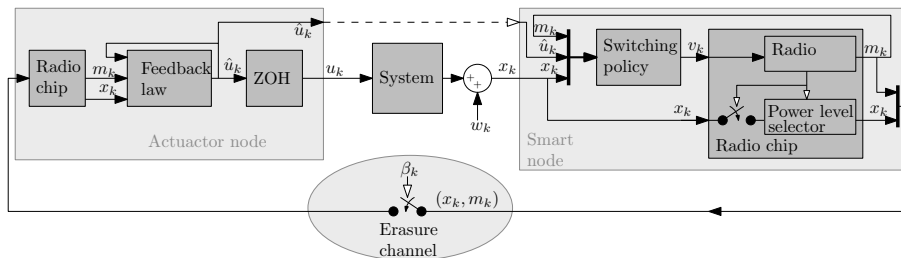 û_k
Radio
chip
m_k
x_k
Feedback
law
û_k
ZOH
u_k
System
+
+
w_k
x_k
m_k
û_k
x_k
Switching
policy
v_k
Radio
m_k
x_k
Power level
selector
x_k
Radio chip
Actuactor node
Smart
node
β_k
(x_k, m_k)
Erasure
channel